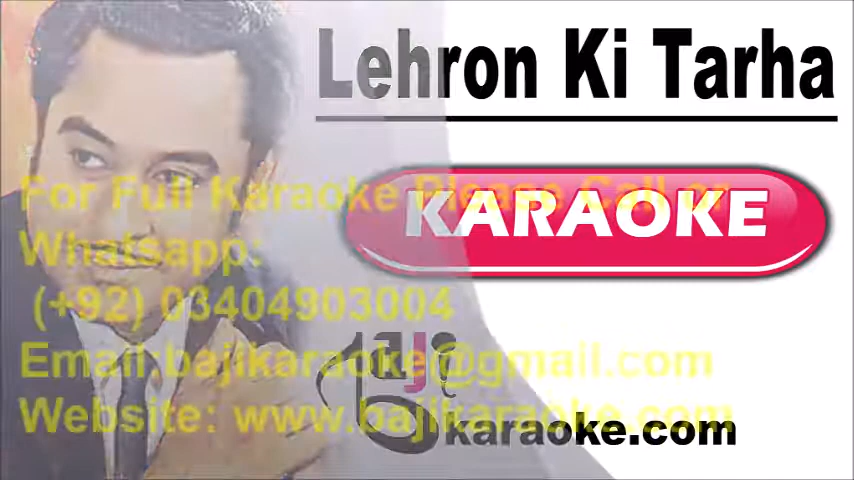 Lehron Ki Tarha
KARAOKE
For Full Karaoke Please Call or
Whatsapp:
(+92) 03404903004
Email:bajikaraoke@gmail.com
Website: www.bajikaraoke.com
baji
karaoke.com